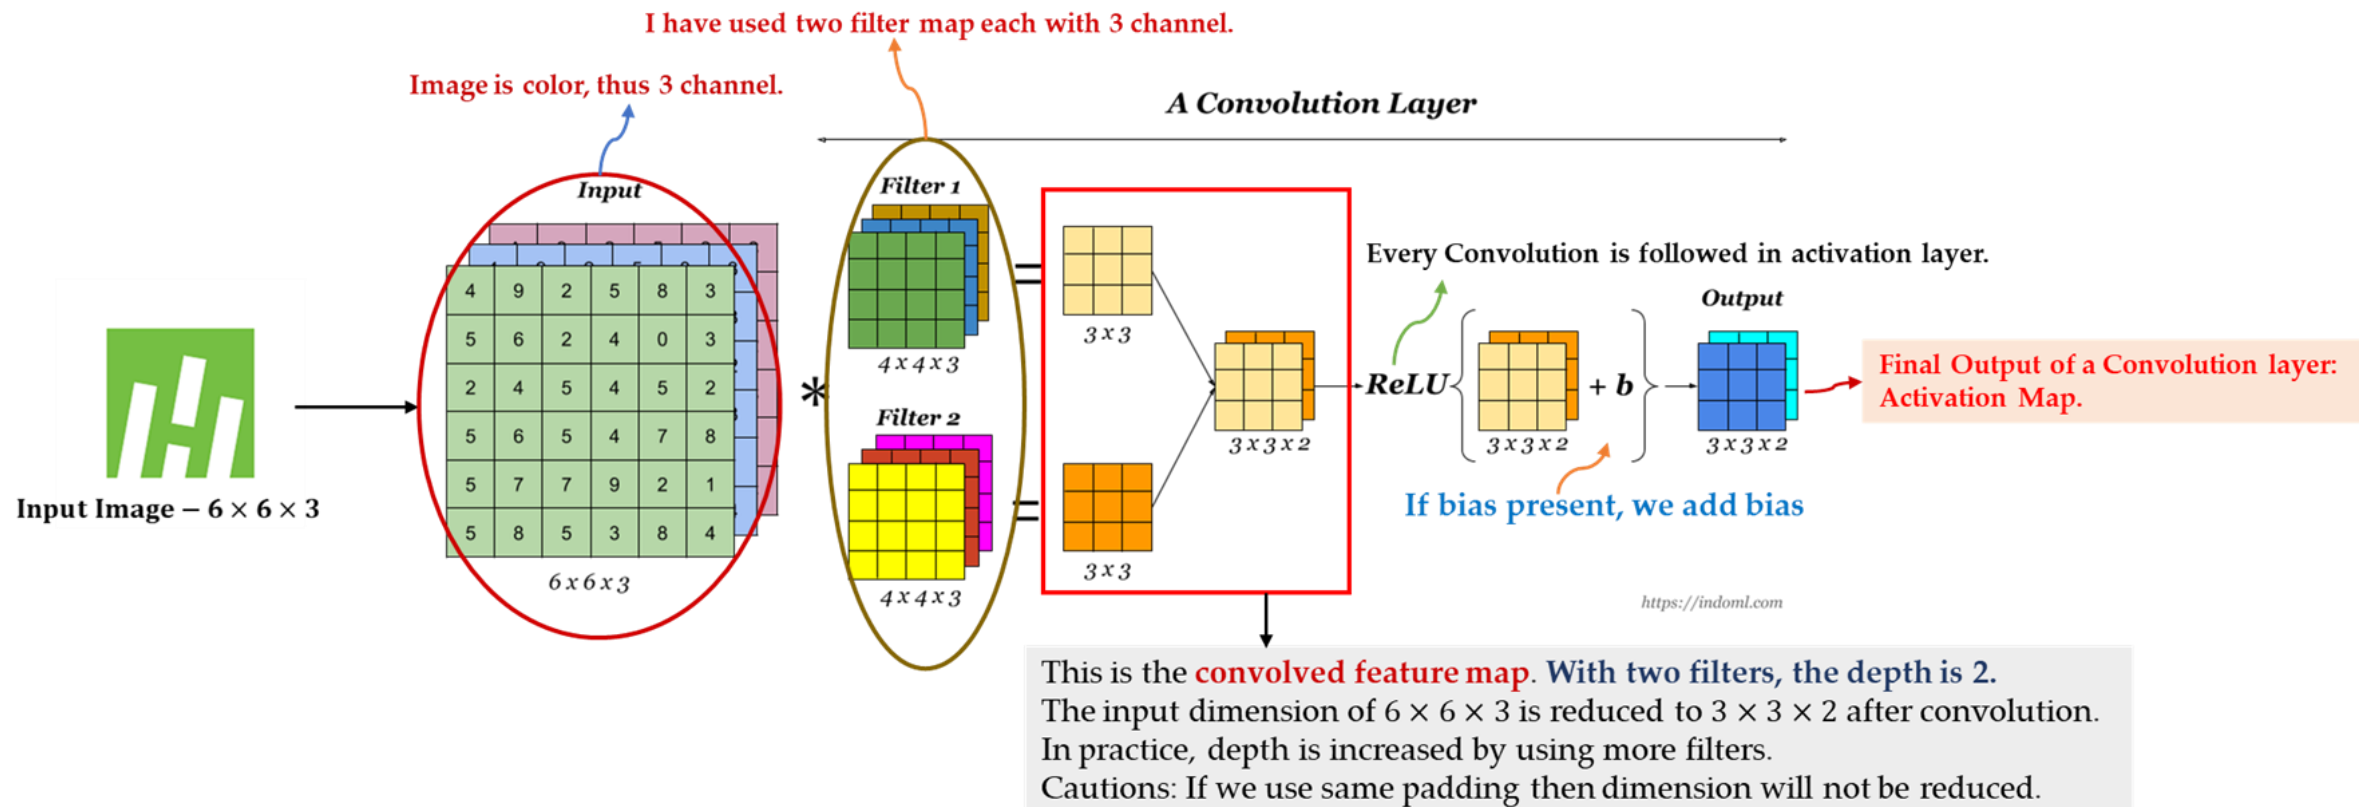 I have used two filter map each with 3 channel.
Image is color, thus 3 channel.
A Convolution Layer
Input
Filter 1
4 9 2 5 8 3
5 6 2 4 0 3
2 4 5 4 5 2
5 6 5 4 7 8
5 7 7 9 2 1
5 8 5 3 8 4
6 x 6 x 3
Input Image – 6 × 6 × 3
*
4 x 4 x 3
Filter 2
4 x 4 x 3
=
3 x 3
=
3 x 3
3 x 3 x 2
Every Convolution is followed in activation layer.
ReLU{ + b }
3 x 3 x 2
If bias present, we add bias
Output
3 x 3 x 2
Final Output of a Convolution layer:
Activation Map.
https://indoml.com
This is the convolved feature map. With two filters, the depth is 2.
The input dimension of 6 × 6 × 3 is reduced to 3 × 3 × 2 after convolution.
In practice, depth is increased by using more filters.
Cautions: If we use same padding then dimension will not be reduced.